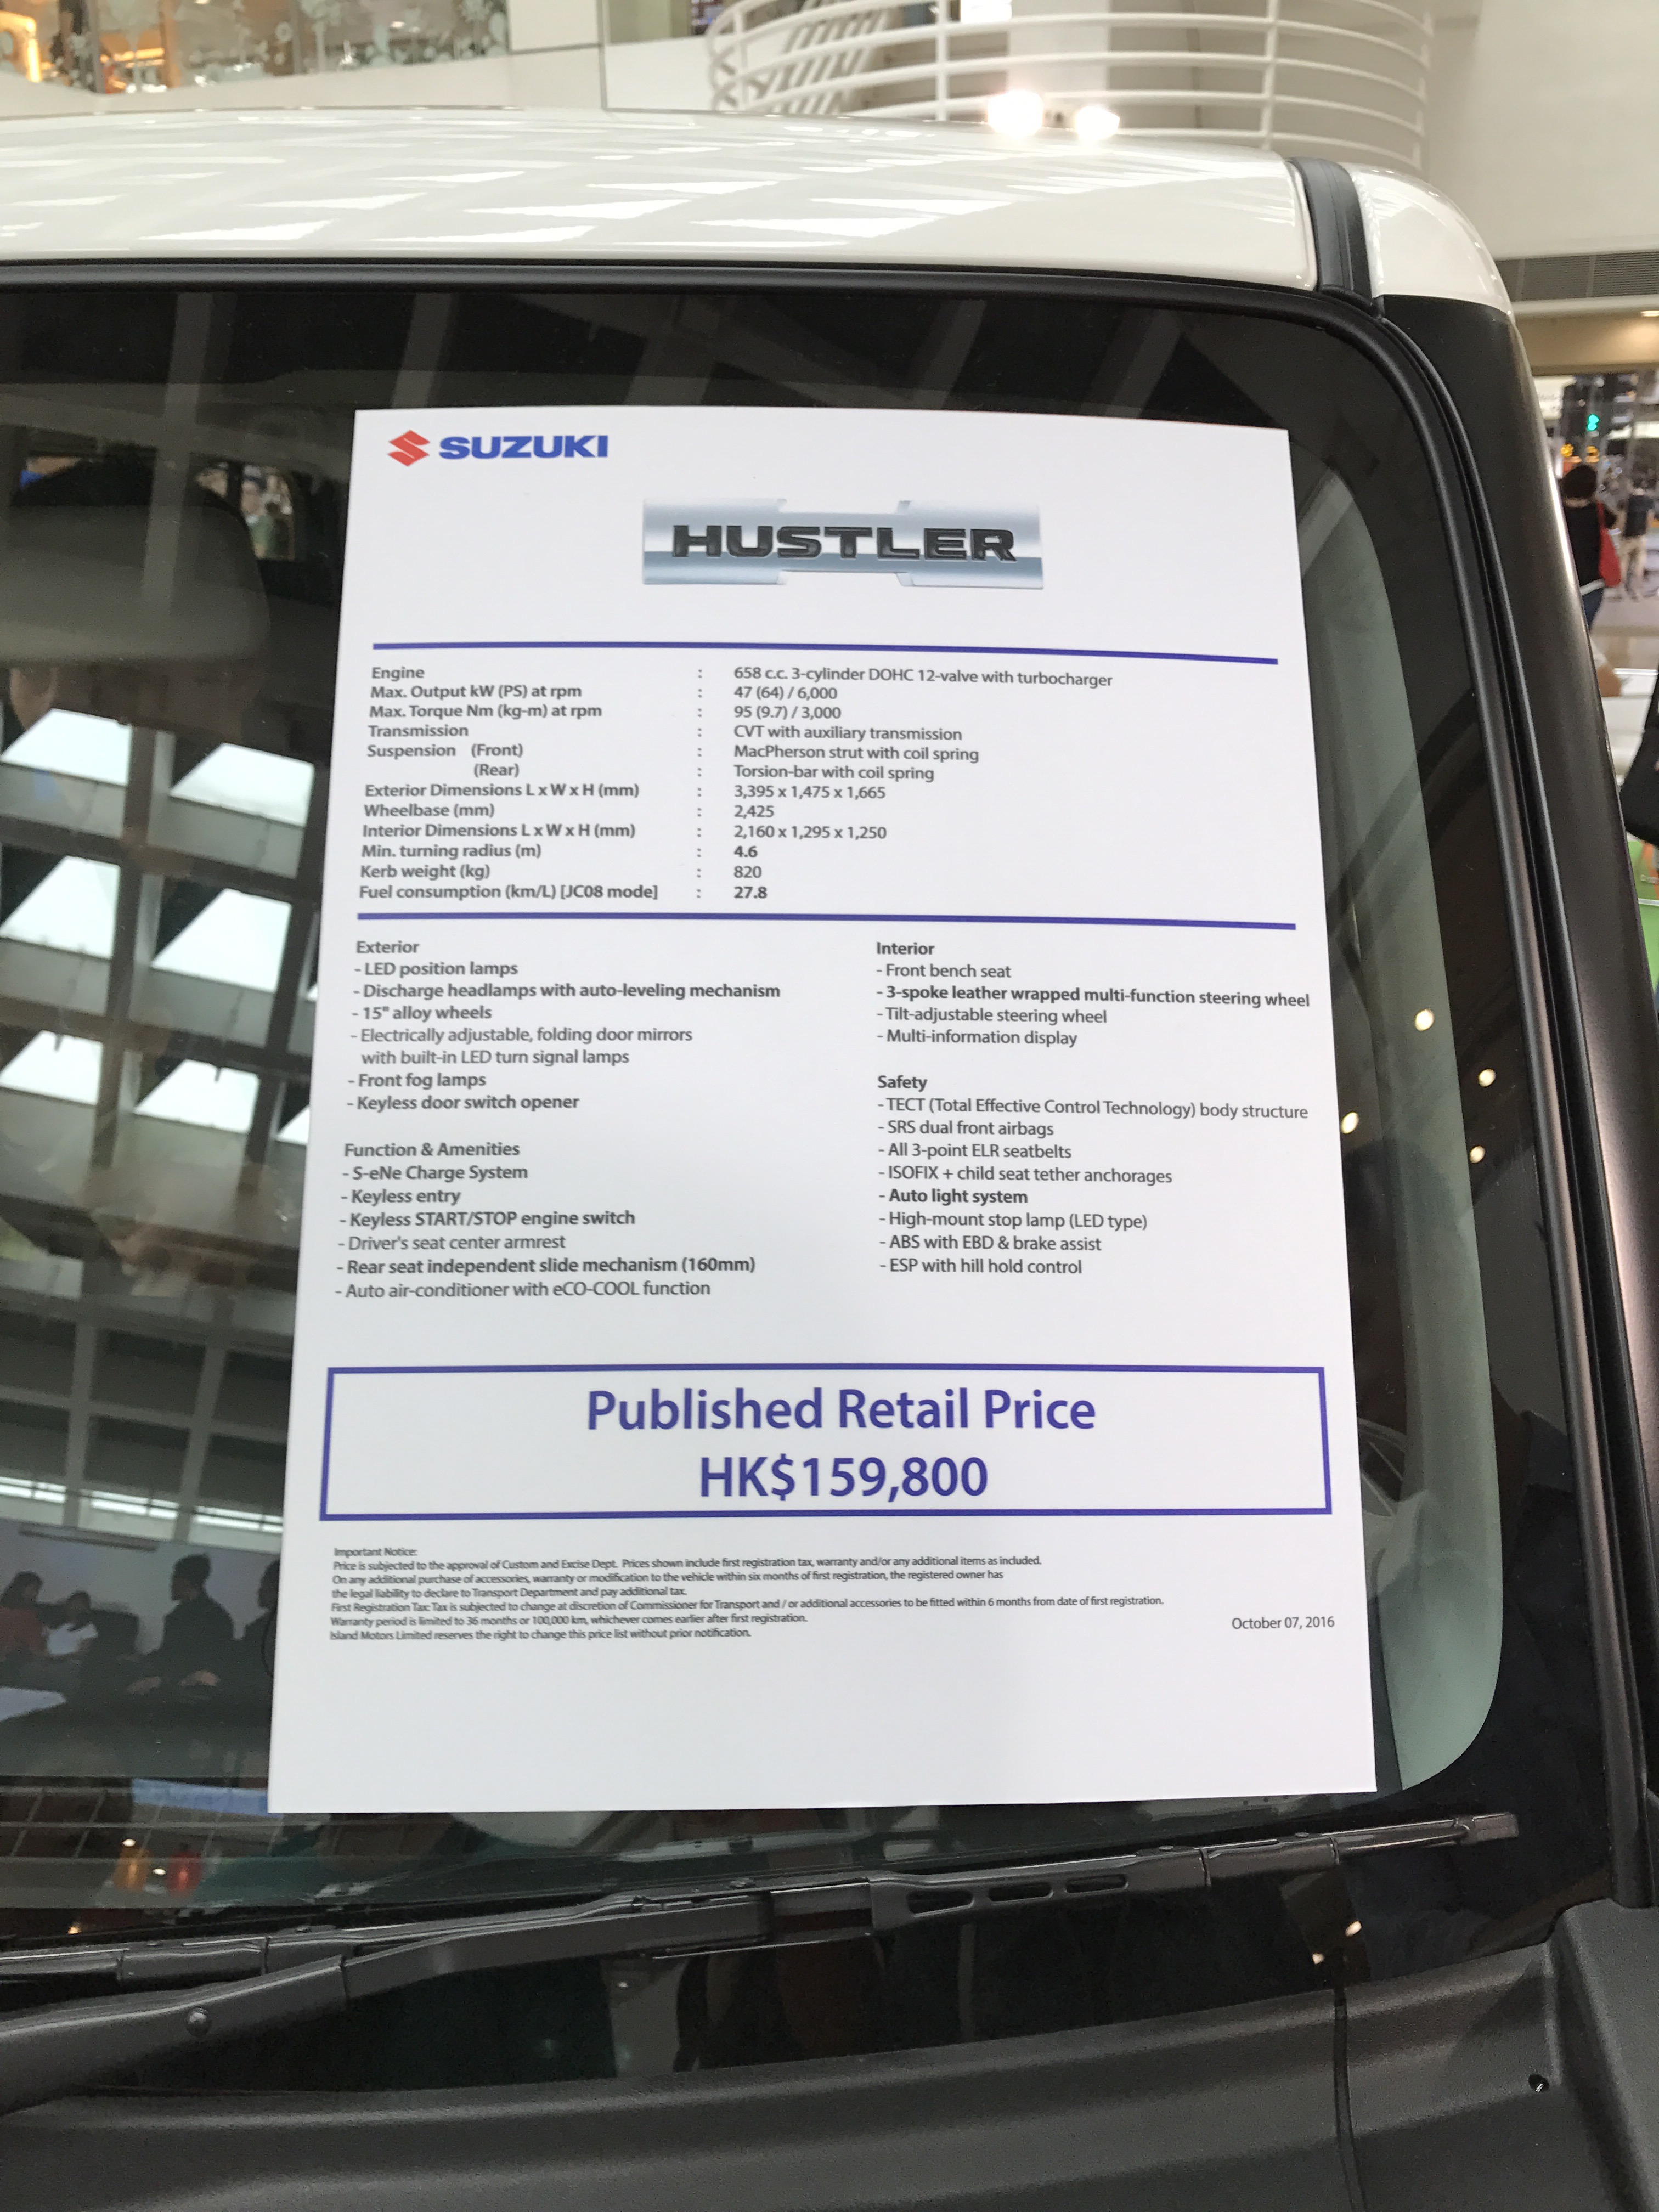 SUZUKI
HUSTLER
Engine : 658 c.c. 3-cylinder DOHC 12-valve with turbocharger
Max. Output kW (PS) at rpm : 47 (64) / 6,000
Max. Torque Nm (kg-m) at rpm : 95 (9.7) / 3,000
Transmission : CVT with auxiliary transmission
Suspension (Front) : MacPherson strut with coil spring
(Rear) : Torsion-bar with coil spring
Exterior Dimensions L x W x H (mm) : 3,395 x 1,475 x 1,665
Wheelbase (mm) : 2,425
Interior Dimensions L x W x H (mm) : 2,160 x 1,295 x 1,250
Min. turning radius (m) : 4.6
Kerb weight (kg) : 820
Fuel consumption (km/L) [JC08 mode] : 27.8
Exterior
- LED position lamps
- Discharge headlamps with auto-leveling mechanism
- 15" alloy wheels
- Electrically adjustable, folding door mirrors
with built-in LED turn signal lamps
- Front fog lamps
- Keyless door switch opener
Function & Amenities
- S-eNe Charge System
- Keyless entry
- Keyless START/STOP engine switch
- Driver's seat center armrest
- Rear seat independent slide mechanism (160mm)
- Auto air-conditioner with eCO-COOL function
Interior
- Front bench seat
- 3-spoke leather wrapped multi-function steering wheel
- Tilt-adjustable steering wheel
- Multi-information display
Safety
- TECT (Total Effective Control Technology) body structure
- SRS dual front airbags
- All 3-point ELR seatbelts
- ISOFIX + child seat tether anchorages
- Auto light system
- High-mount stop lamp (LED type)
- ABS with EBD & brake assist
- ESP with hill hold control
Published Retail Price
HK$159,800
Important Notice:
Price is subjected to the approval of Custom and Excise Dept. Prices shown include first registration tax, warranty and/or any additional items as included.
On any additional purchase of accessories, warranty or modification to the vehicle within six months of first registration, the registered owner has
the legal liability to declare to Transport Department and pay additional tax.
First Registration Tax: Tax is subjected to change at discretion of Commissioner for Transport and / or additional accessories to be fitted within 6 months from date of first registration.
Warranty period is limited to 36 months or 100,000 km, whichever comes earlier after first registration.
Island Motors Limited reserves the right to change this price list without prior notification.
October 07, 2016